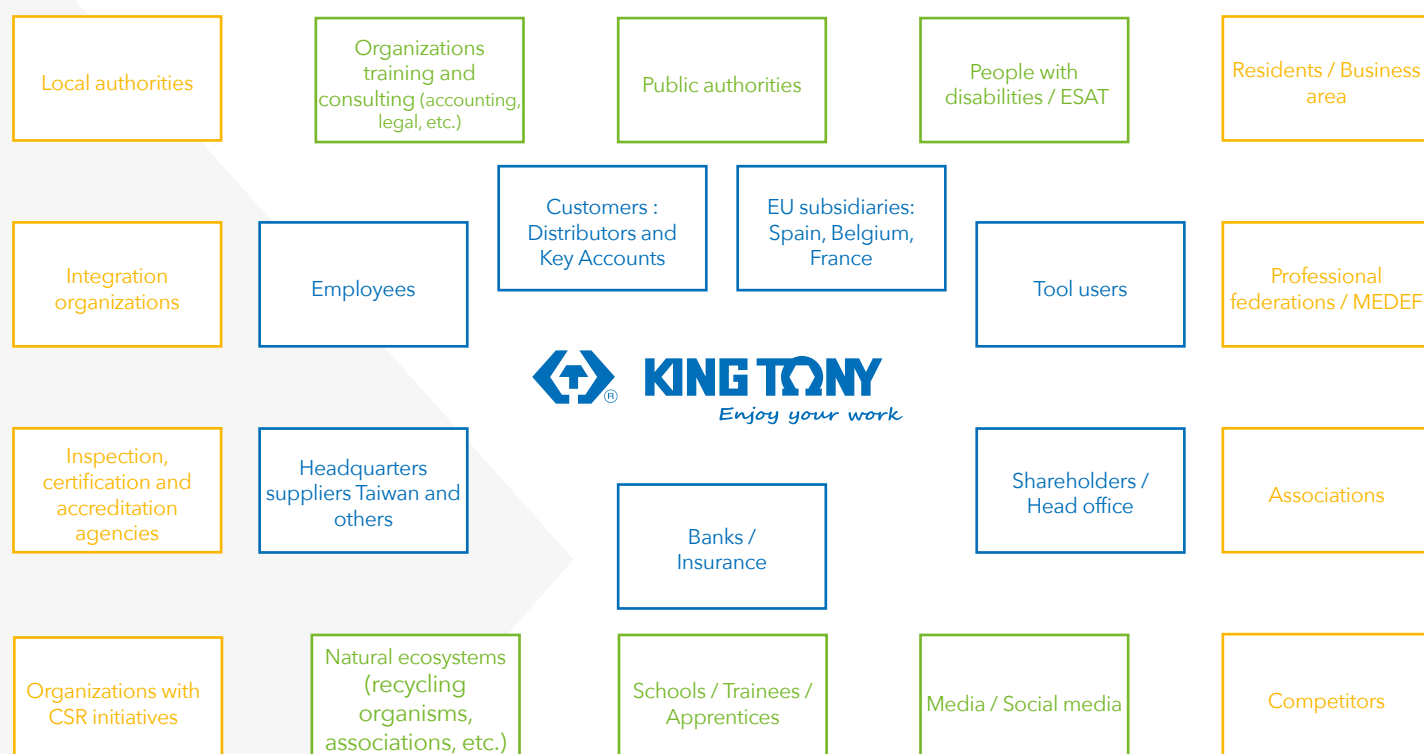 Local authorities
Organizations
training and
consulting (accounting,
legal, etc.)
Public authorities
People with
disabilities / ESAT
Residents / Business
area
Customers :
Distributors and
Key Accounts
EU subsidiaries:
Spain, Belgium,
France
Integration
organizations
Employees
Tool users
Professional
federations / MEDEF
KING TONY
Enjoy your work
®
Inspection,
certification and
accreditation
agencies
Headquarters
suppliers Taiwan and
others
Banks /
Insurance
Shareholders /
Head office
Associations
Organizations with
CSR initiatives
Natural ecosystems
(recycling
organisms,
associations, etc.)
Schools / Trainees /
Apprentices
Media / Social media
Competitors